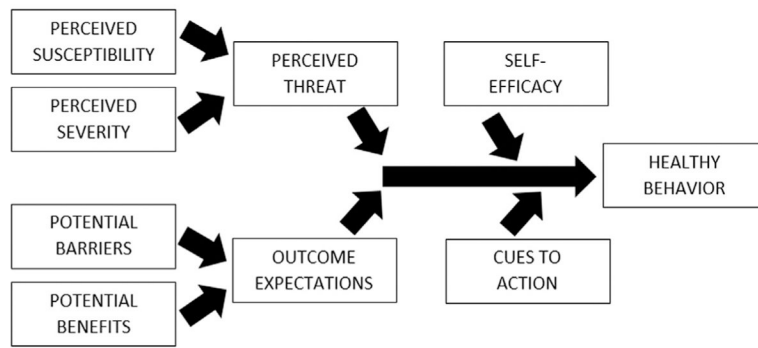 PERCEIVED
SUSCEPTIBILITY
PERCEIVED
SEVERITY
PERCEIVED
THREAT
SELF-
EFFICACY
HEALTHY
BEHAVIOR
POTENTIAL
BARRIERS
POTENTIAL
BENEFITS
OUTCOME
EXPECTATIONS
CUES TO
ACTION